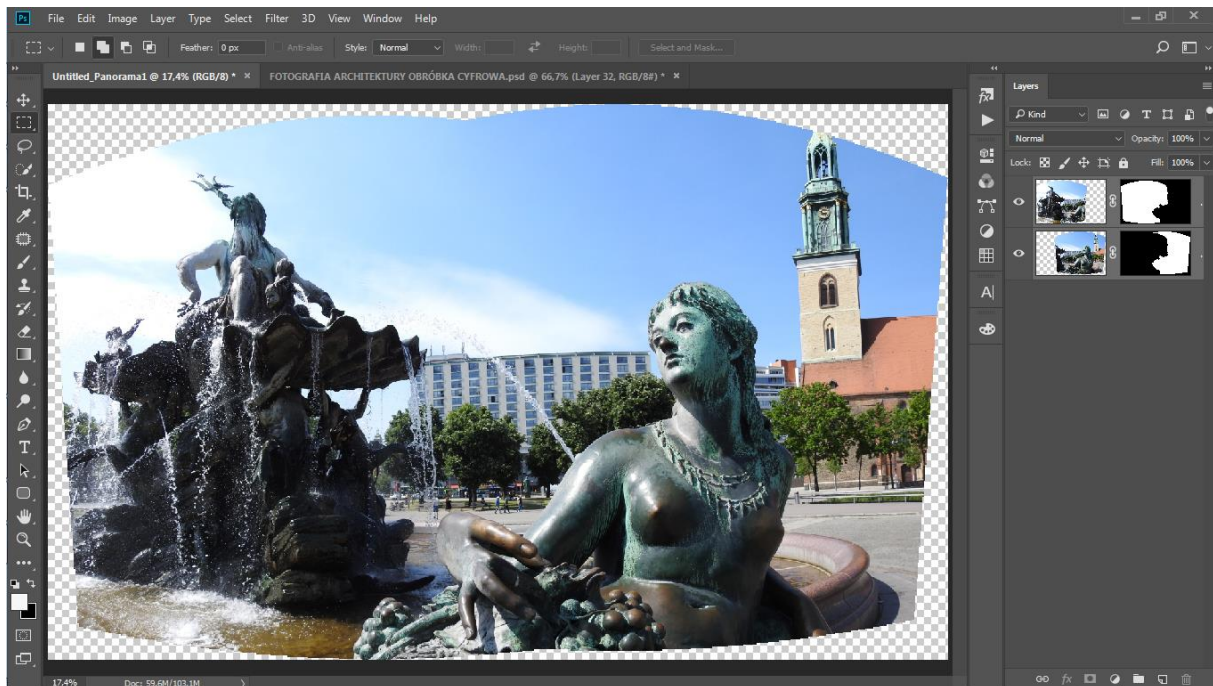 Ps File Edit Image Layer Type Select Filter 3D View Window Help
Feather: 0 px Anti-alias Style: Normal Width: Height: Select and Mask...
Untitled_Panorama1 @ 17,4% (RGB/8) * FOTOGRAFIA ARCHITEKTURY OBRÓBKA CYFROWA.psd @ 66,7% (Layer 32, RGB/8#) *
Layers
Kind
Normal Opacity: 100%
Lock: Fill: 100%
17,4% Doc: 59,6M/103,1M